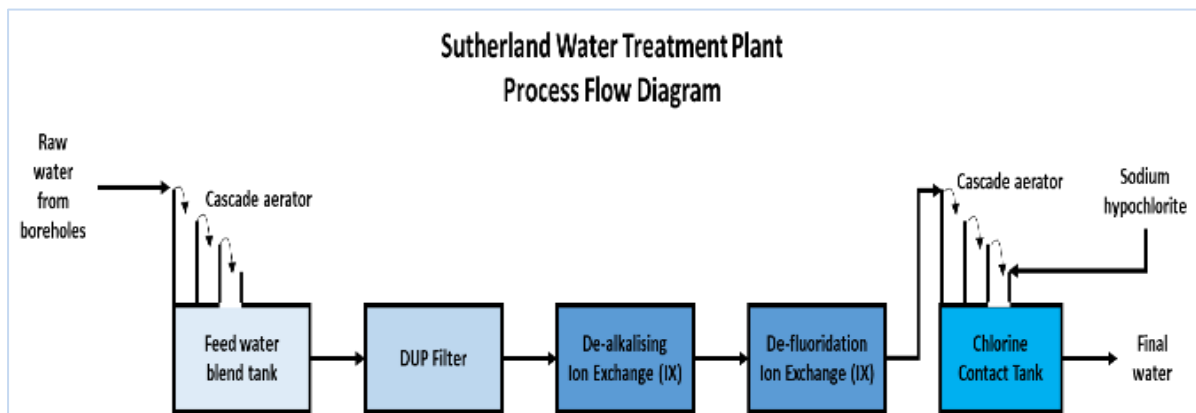 Sutherland Water Treatment Plant
Process Flow Diagram
Raw
water
from
boreholes
Cascade aerator
Cascade aerator
Sodium
hypochlorite
Feed water
blend tank
DUP Filter
De-alkalising
Ion Exchange (IX)
De-fluoridation
Ion Exchange (IX)
Chlorine
Contact Tank
Final
water